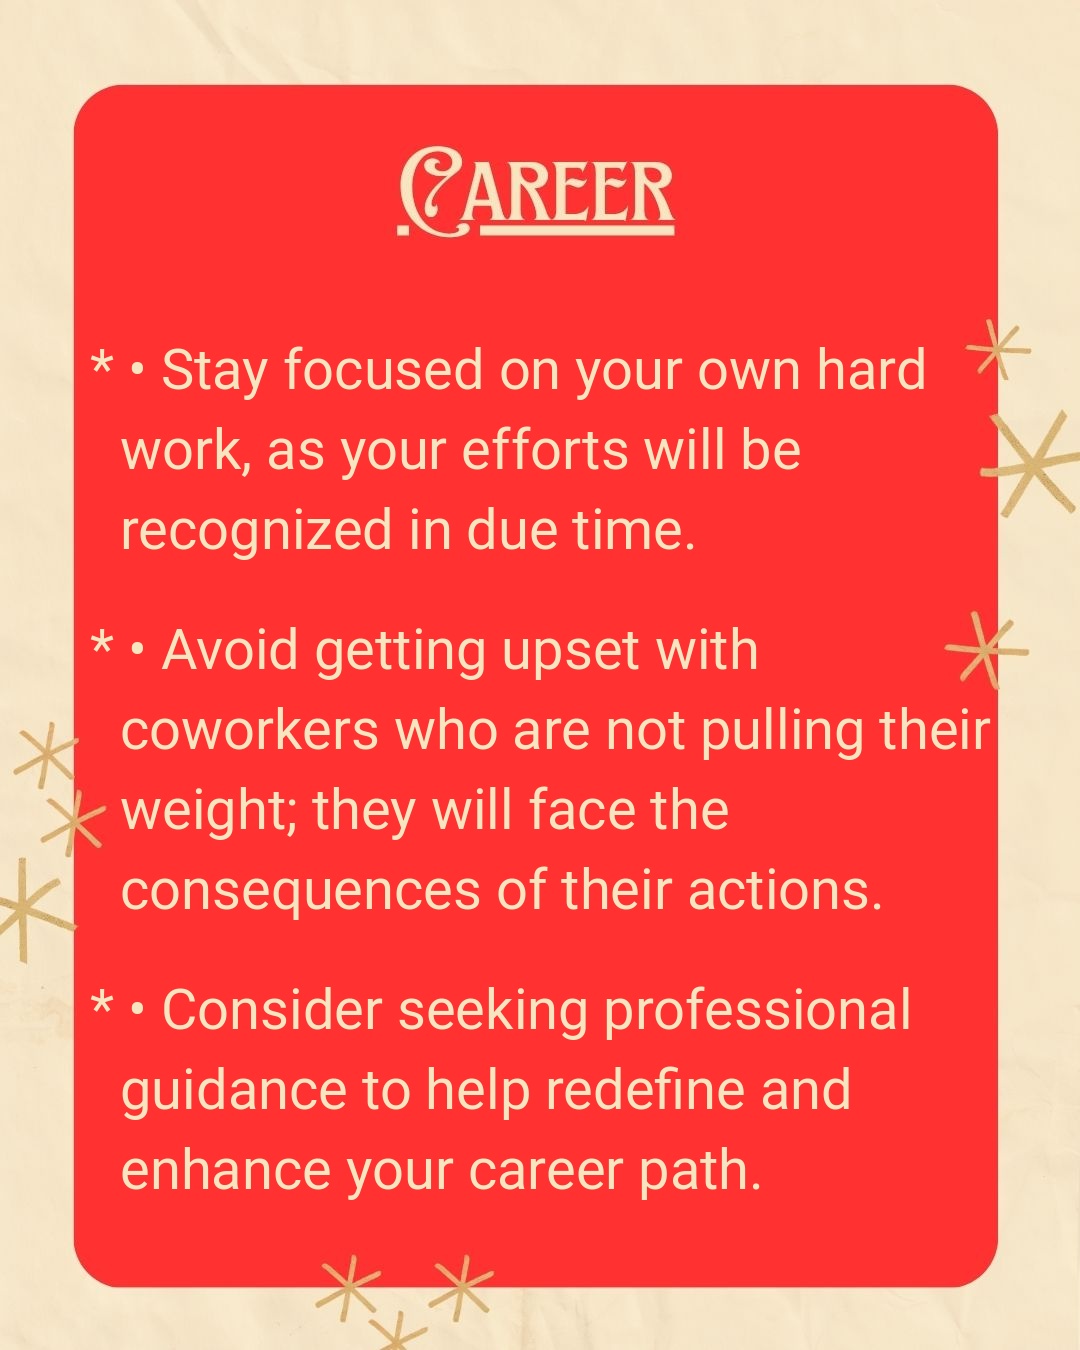 Career
* • Stay focused on your own hard
work, as your efforts will be
recognized in due time.
* • Avoid getting upset with
coworkers who are not pulling their
weight; they will face the
consequences of their actions.
* • Consider seeking professional
guidance to help redefine and
enhance your career path.